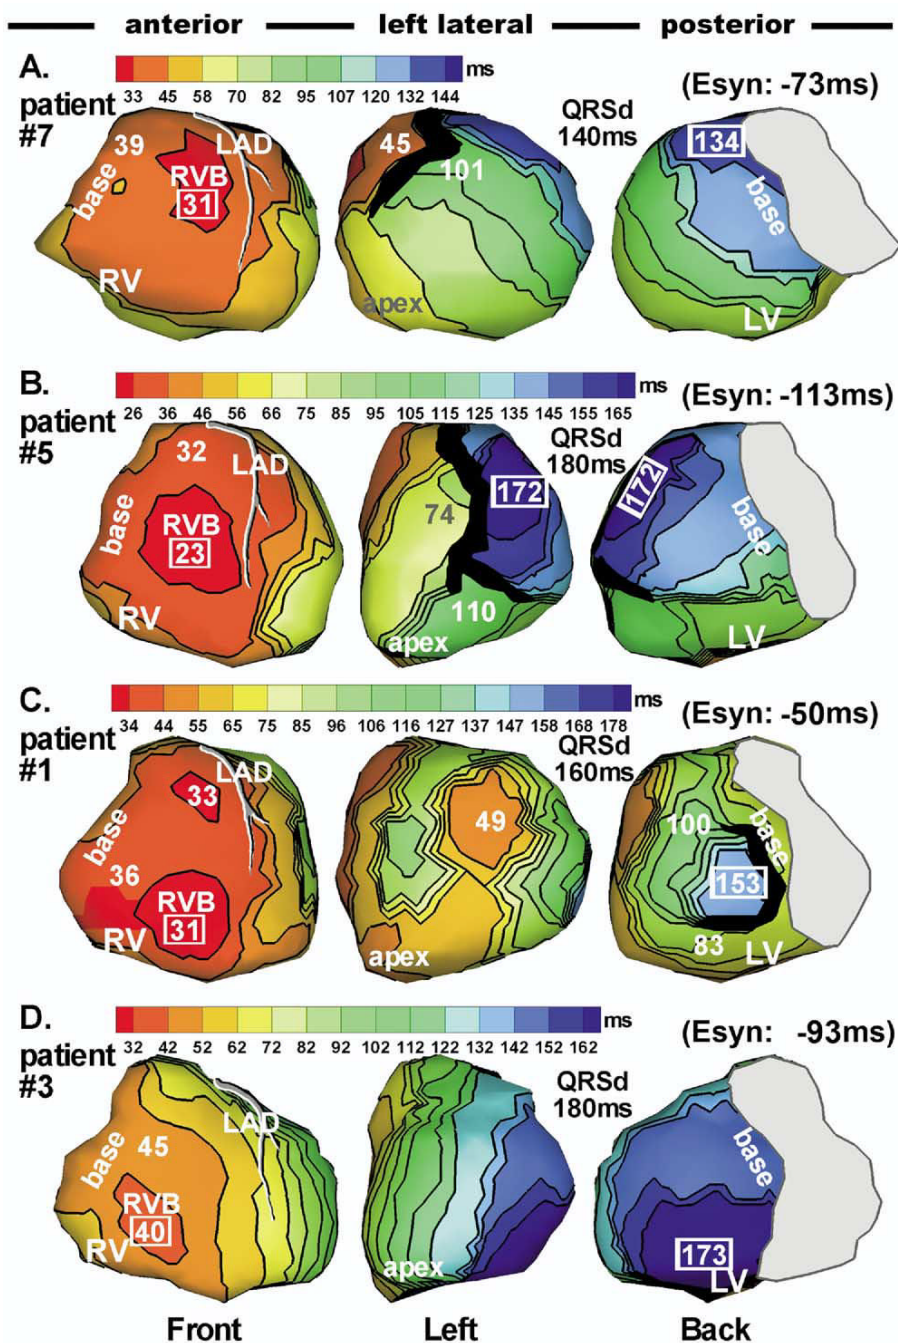 anterior left lateral posterior
A.
patient
#7
ms
33 45 58 70 82 95 107 120 132 144
QRSd
140ms
(Esyn: -73ms)
39
LAD
RVB
31
base
RV
45
101
apex
134
base
LV
B.
patient
#5
ms
26 36 46 56 66 75 85 95 105 115 125 135 145 155 165
QRSd
180ms
(Esyn: -113ms)
32
LAD
RVB
23
base
RV
172
74
110
apex
172
base
LV
C.
patient
#1
ms
34 44 55 65 75 85 96 106 116 127 137 147 158 168 178
QRSd
160ms
(Esyn: -50ms)
LAD
33
base
36
RVB
31
RV
49
apex
100
base
153
83
LV
D.
patient
#3
ms
32 42 52 62 72 82 92 102 112 122 132 142 152 162
QRSd
180ms
(Esyn: -93ms)
LAD
base
45
RVB
40
RV
apex
base
173
LV
Front Left Back